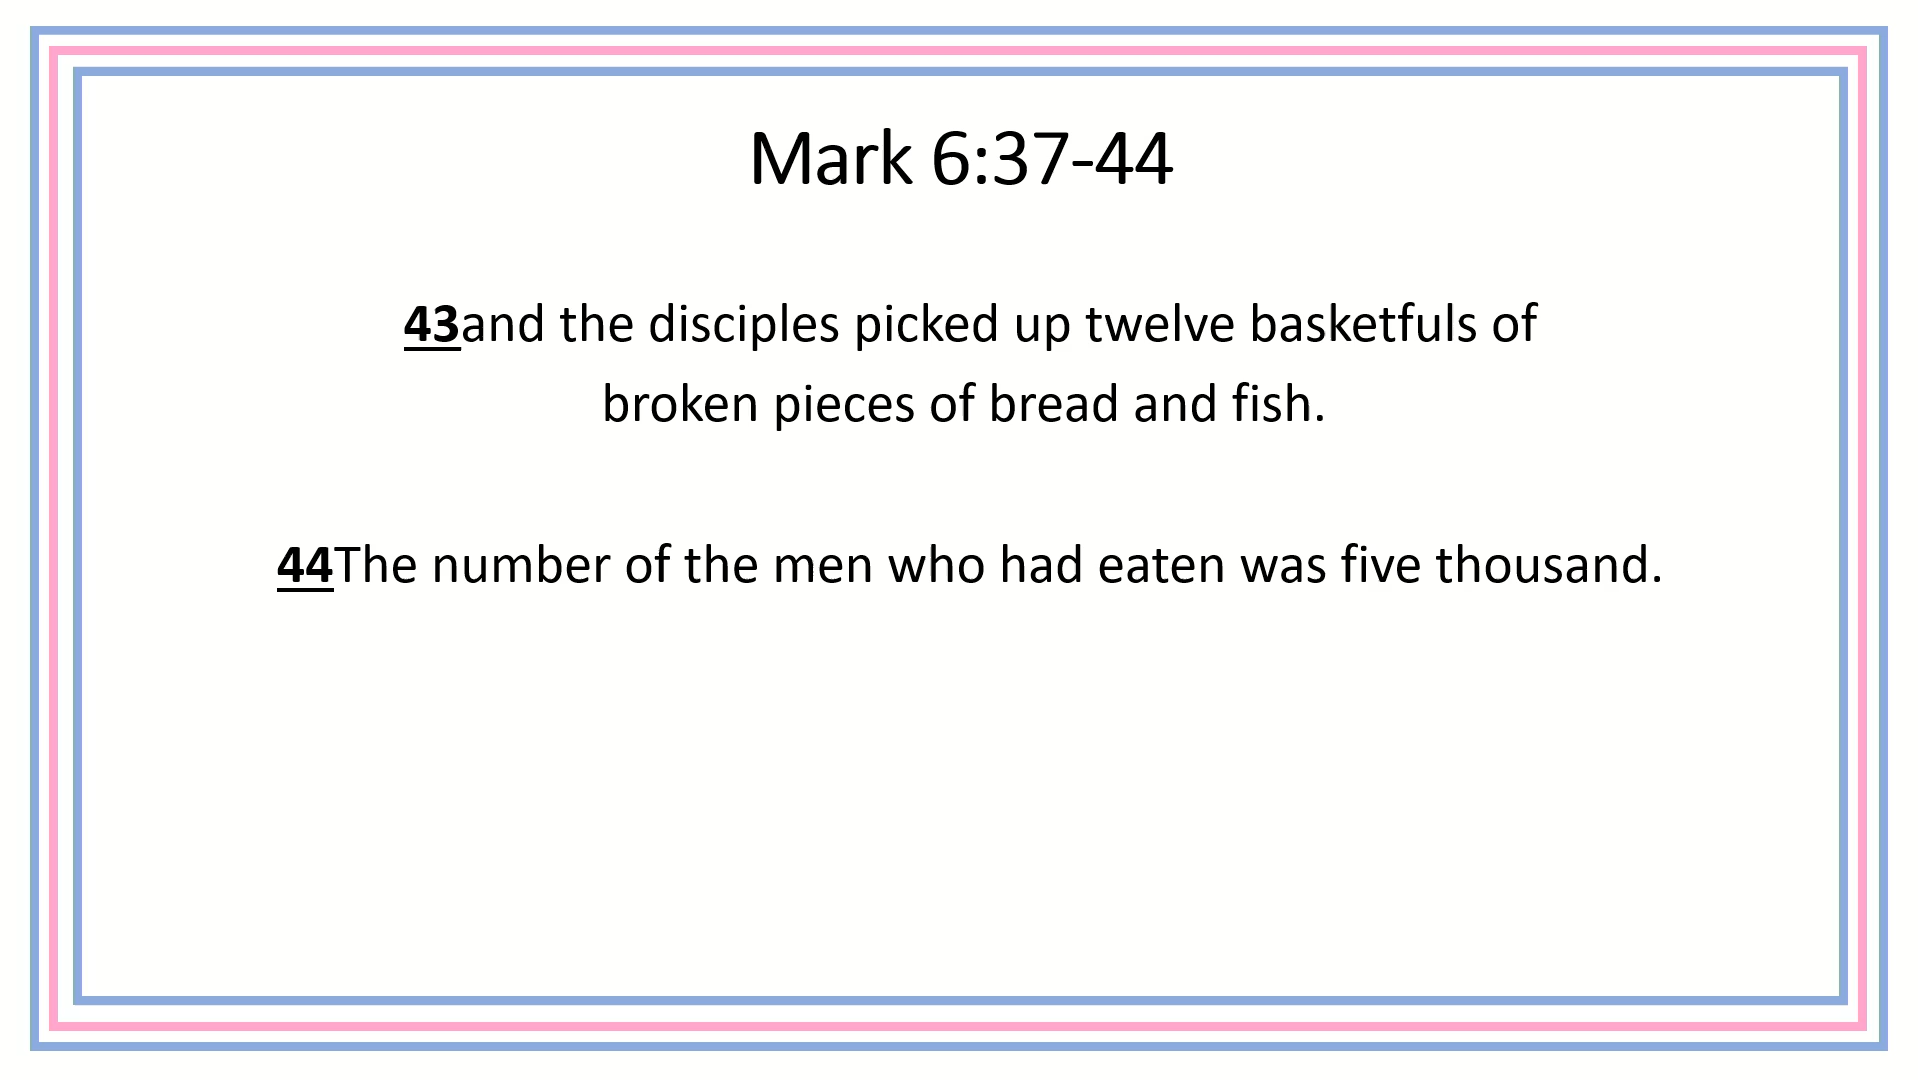 Mark 6:37-44
43and the disciples picked up twelve basketfuls of
broken pieces of bread and fish.
44The number of the men who had eaten was five thousand.